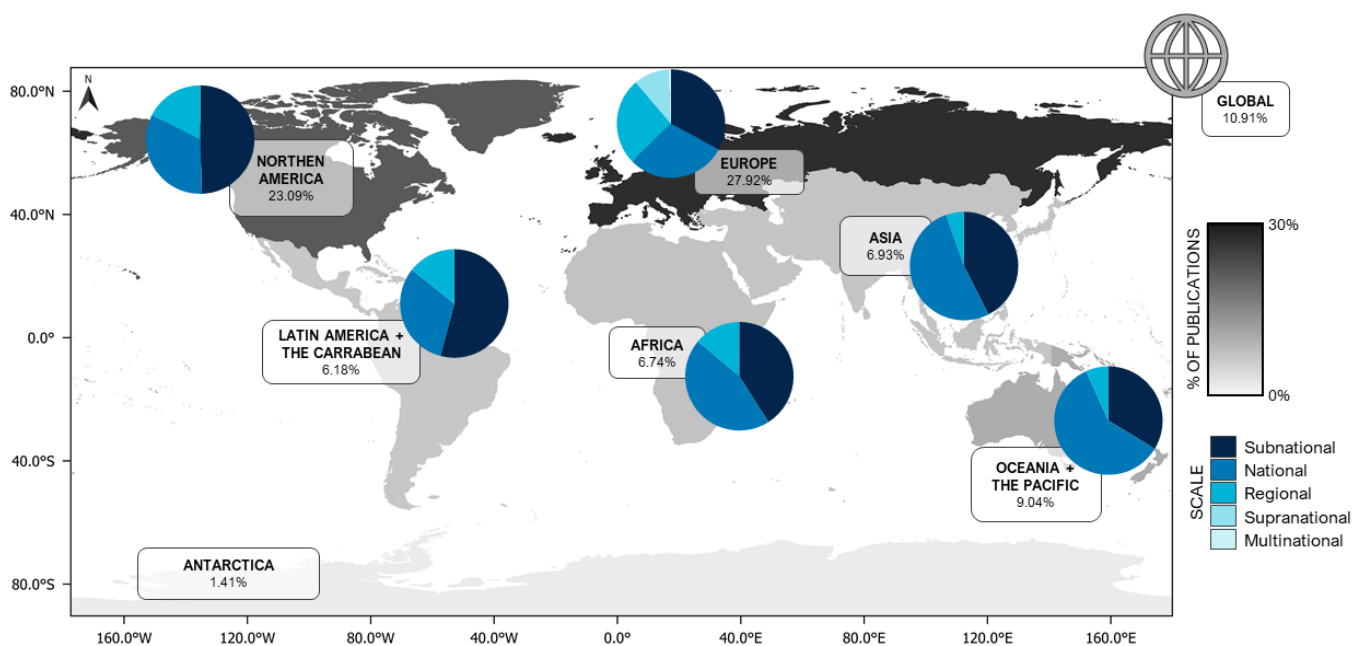 N
GLOBAL
10.91%
80.0°N
40.0°N
0.0°
40.0°S
80.0°S
NORTHEN
AMERICA
23.09%
EUROPE
27.92%
ASIA
6.93%
LATIN AMERICA +
THE CARRABEAN
6.18%
AFRICA
6.74%
OCEANIA +
THE PACIFIC
9.04%
ANTARCTICA
1.41%
160.0°W
120.0°W
80.0°W
40.0°W
0.0°
40.0°E
80.0°E
120.0°E
160.0°E
% OF PUBLICATIONS
30%
0%
SCALE
Subnational
National
Regional
Supranational
Multinational